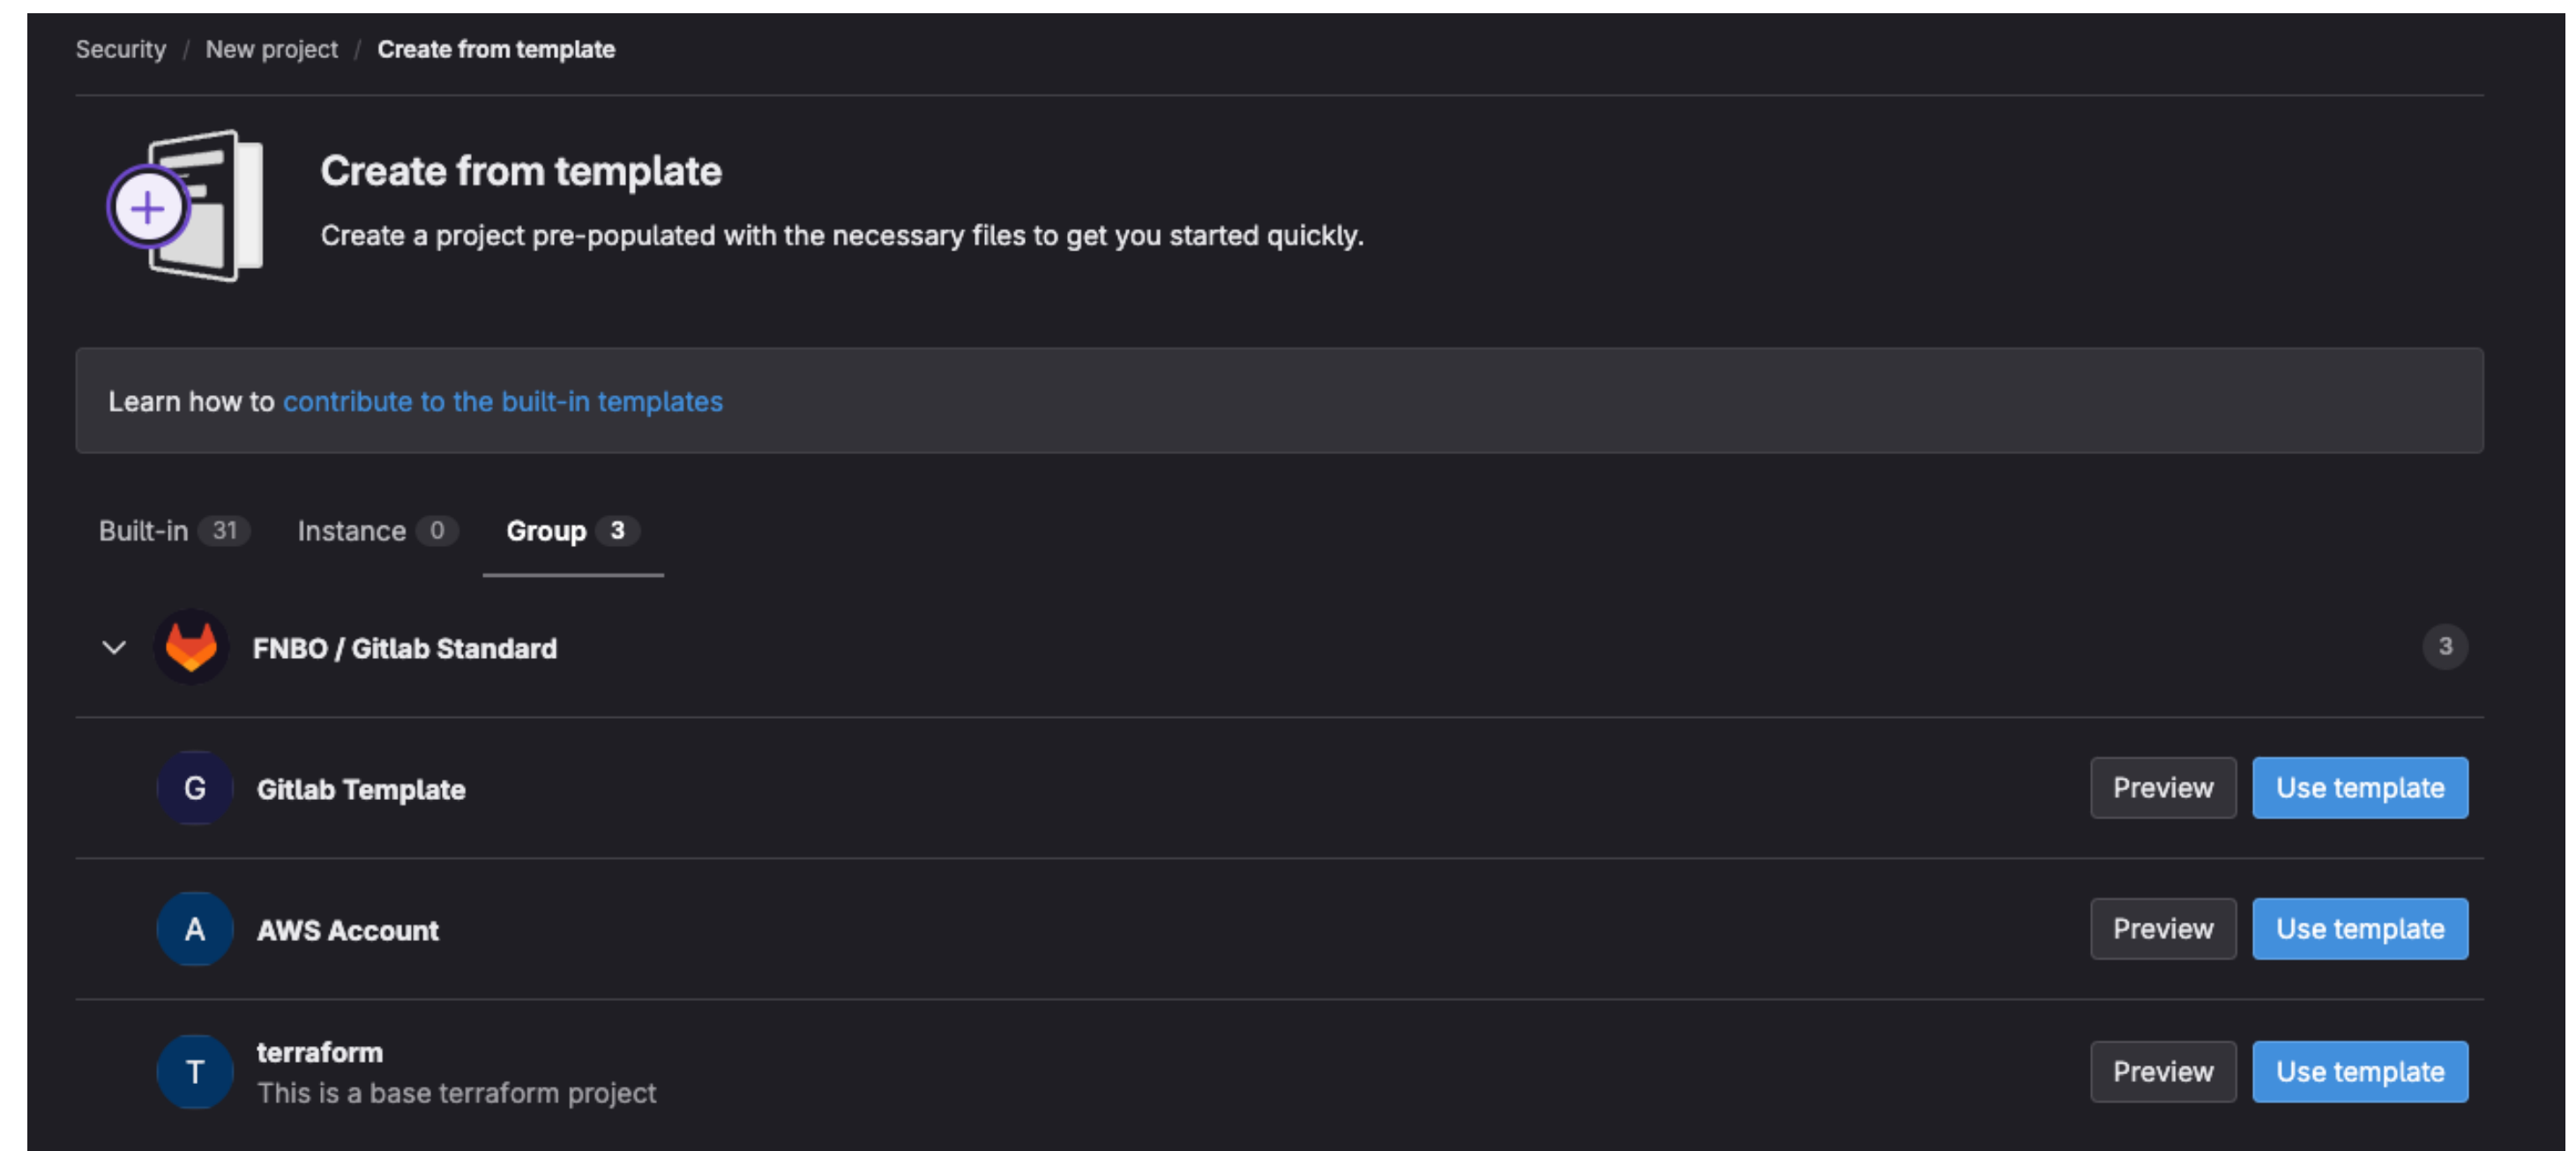 Security / New project / Create from template
Create from template
Create a project pre-populated with the necessary files to get you started quickly.
Learn how to contribute to the built-in templates
Built-in 31 Instance 0 Group 3
FNBO / Gitlab Standard 3
G Gitlab Template Preview Use template
A AWS Account Preview Use template
T terraform Preview Use template
This is a base terraform project